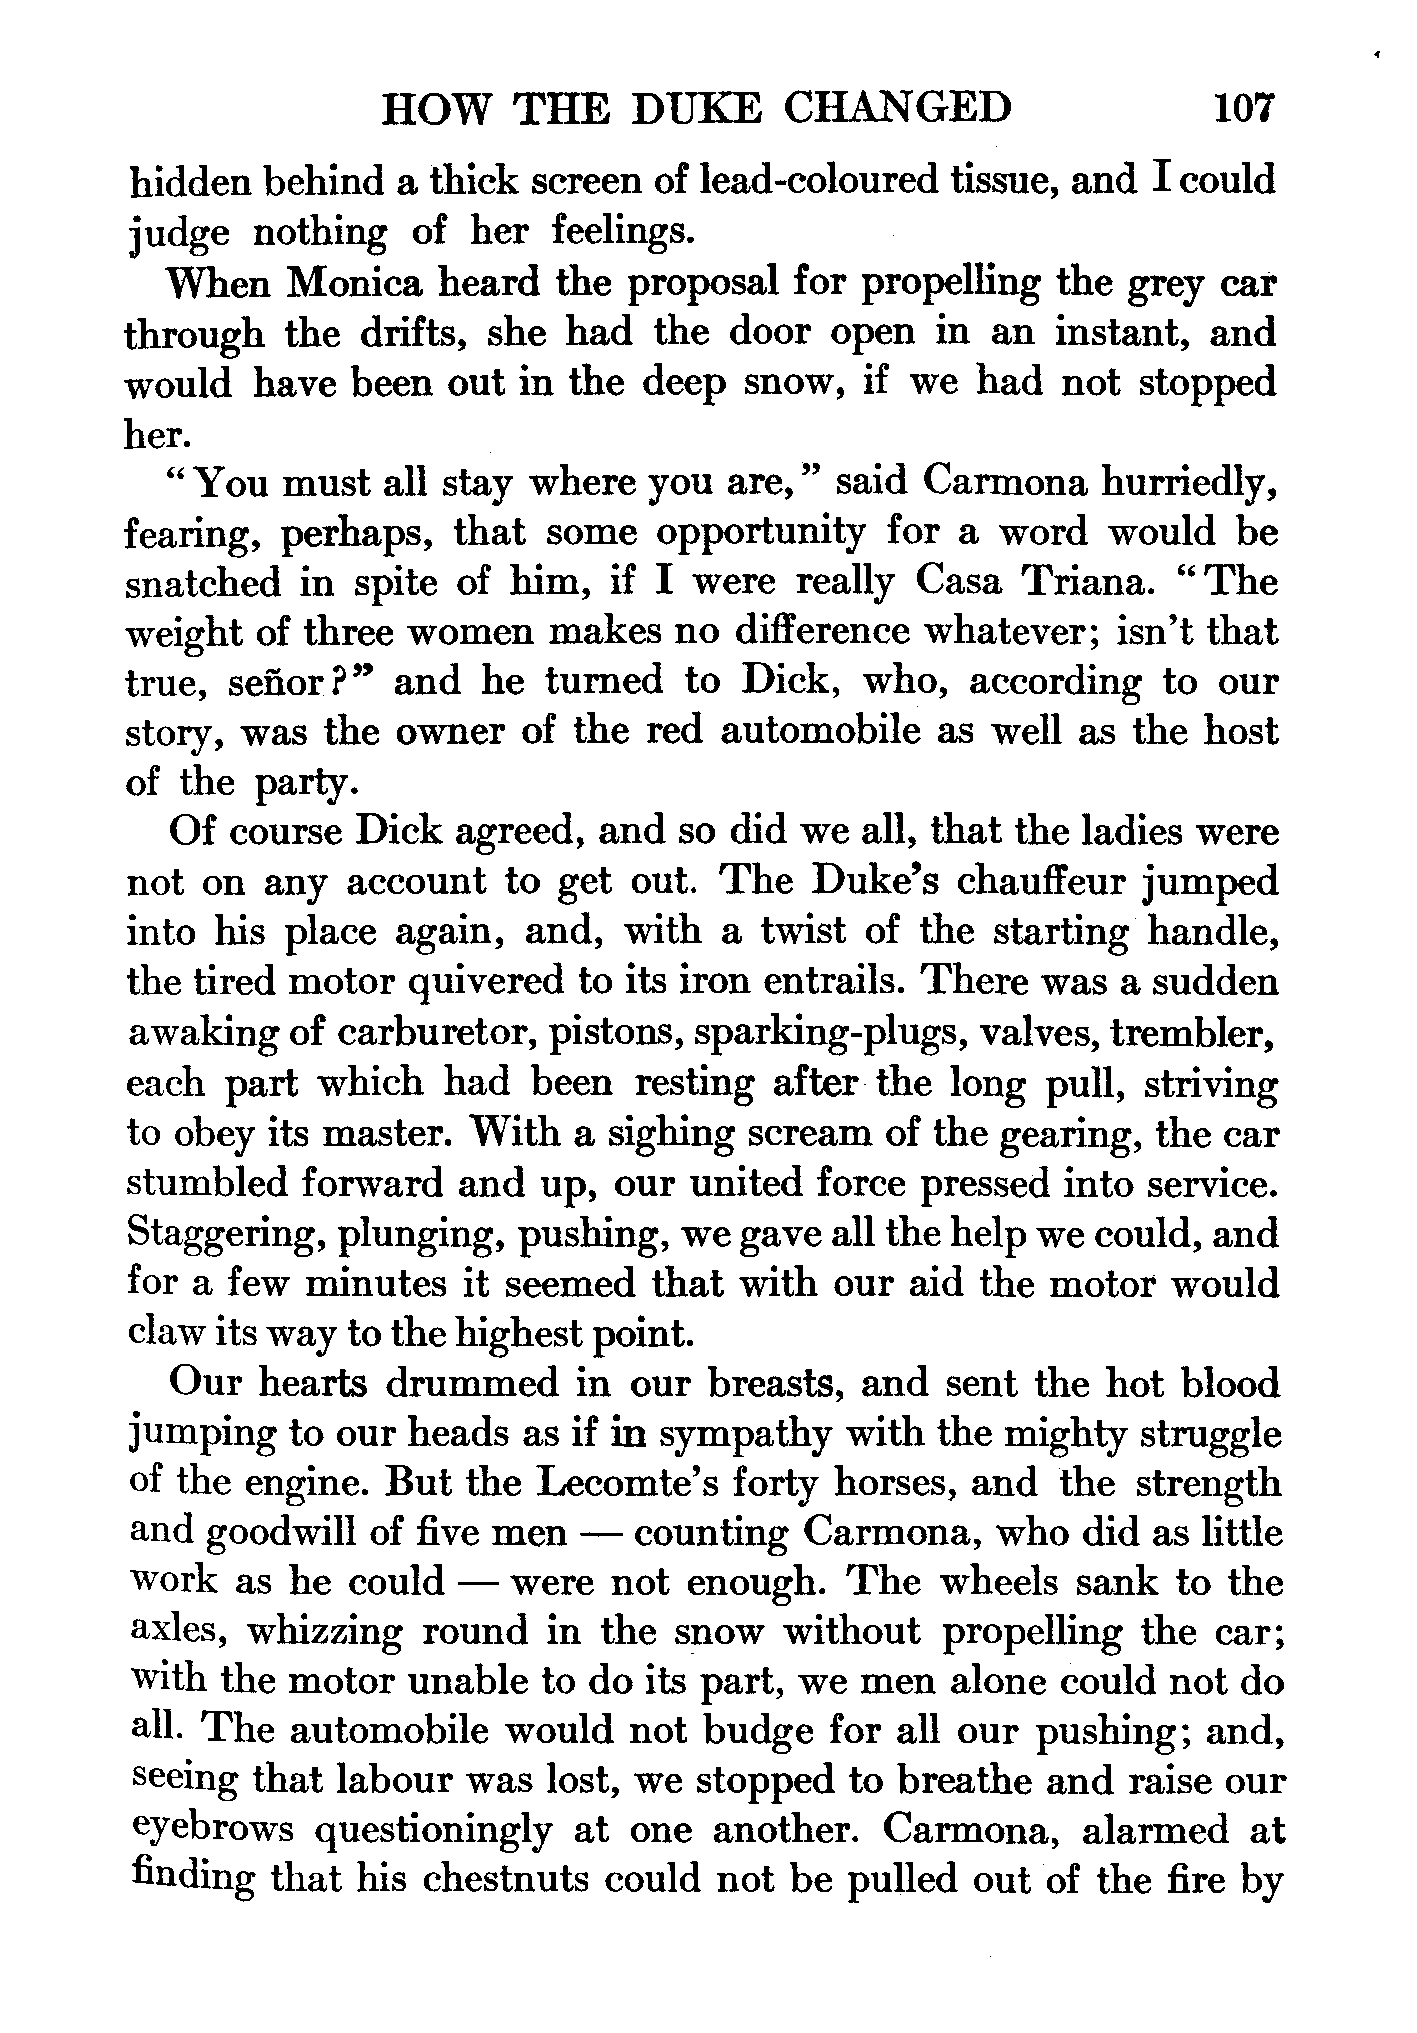 HOW THE DUKE CHANGED 107
hidden behind a thick screen of lead-coloured tissue, and I could
judge nothing of her feelings.
When Monica heard the proposal for propelling the grey car
through the drifts, she had the door open in an instant, and
would have been out in the deep snow, if we had not stopped
her.
“You must all stay where you are,” said Carmona hurriedly,
fearing, perhaps, that some opportunity for a word would be
snatched in spite of him, if I were really Casa Triana. “The
weight of three women makes no difference whatever; isn’t that
true, señor?” and he turned to Dick, who, according to our
story, was the owner of the red automobile as well as the host
of the party.
Of course Dick agreed, and so did we all, that the ladies were
not on any account to get out. The Duke’s chauffeur jumped
into his place again, and, with a twist of the starting handle,
the tired motor quivered to its iron entrails. There was a sudden
awaking of carburetor, pistons, sparking-plugs, valves, trembler,
each part which had been resting after the long pull, striving
to obey its master. With a sighing scream of the gearing, the car
stumbled forward and up, our united force pressed into service.
Staggering, plunging, pushing, we gave all the help we could, and
for a few minutes it seemed that with our aid the motor would
claw its way to the highest point.
Our hearts drummed in our breasts, and sent the hot blood
jumping to our heads as if in sympathy with the mighty struggle
of the engine. But the Lecomte’s forty horses, and the strength
and goodwill of five men — counting Carmona, who did as little
work as he could — were not enough. The wheels sank to the
axles, whizzing round in the snow without propelling the car;
with the motor unable to do its part, we men alone could not do
all. The automobile would not budge for all our pushing; and,
seeing that labour was lost, we stopped to breathe and raise our
eyebrows questioningly at one another. Carmona, alarmed at
finding that his chestnuts could not be pulled out of the fire by